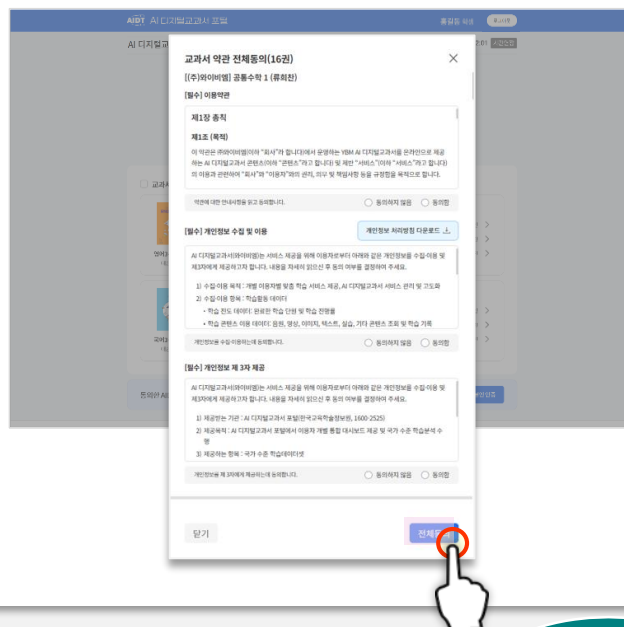 AIDT AI 디지털교과서 포털
홍길동
AI 디지털교
교과서 약관 전체동의(16권)
[(주)와이비엠] 공통수학 1 (류희찬)
[필수] 이용약관
제1장 총칙
제1조 (목적)
이 약관은 ㈜와이비엠(이하 “회사”가 합니다)에서 운영하는 YBM AI 디지털교과서를 온라인으로 제공
하는 AI 디지털교과서 콘텐츠(이하 “콘텐츠”라고 합니다) 및 제반 “서비스”(이하 “서비스”라고 합니다)
의 이용과 관련하여 “회사”와 “이용자”와의 권리, 의무 및 책임사항 등을 규정함을 목적으로 합니다.
약관에 대한 안내사항을 읽고 동의합니다.
동의하지 않음
동의함
[필수] 개인정보 수집 및 이용
개인정보 처리방침 다운로드
AI 디지털교과서(와이비엠)는 서비스 제공을 위해 이용자로부터 아래와 같은 개인정보를 수집·이용 및
제3자에게 제공하고자 합니다. 내용을 자세히 읽으신 후 동의 여부를 결정하여 주세요.
1) 수집·이용 목적 : 개별 이용자별 맞춤 학습 서비스 제공, AI 디지털교과서 서비스 관리 및 고도화
2) 수집·이용 항목 : 학습활동 데이터
• 학습 진도 데이터: 완료한 학습 단원 및 학습 진행률
• 학습 콘텐츠 이용 데이터: 음원, 영상, 이미지, 텍스트, 실습, 기타 콘텐츠 조회 및 학습 기록
개인정보를 수집·이용하는데 동의합니다.
동의하지 않음
동의함
[필수] 개인정보 제 3자 제공
AI 디지털교과서(와이비엠)는 서비스 제공을 위해 이용자로부터 아래와 같은 개인정보를 수집·이용 및
제3자에게 제공하고자 합니다. 내용을 자세히 읽으신 후 동의 여부를 결정하여 주세요.
1) 제공받는 기관 : AI 디지털교과서 포털(한국교육학술정보원, 1600-2525)
2) 제공목적 : AI 디지털교과서 포털에서 이용자 개별 통합 대시보드 제공 및 국가 수준 학습분석 수
행
3) 제공하는 항목 : 국가 수준 학습데이터셋
개인정보를 제 3자에게 제공하는데 동의합니다.
동의하지 않음
동의함
닫기
전체동
동의한 AI